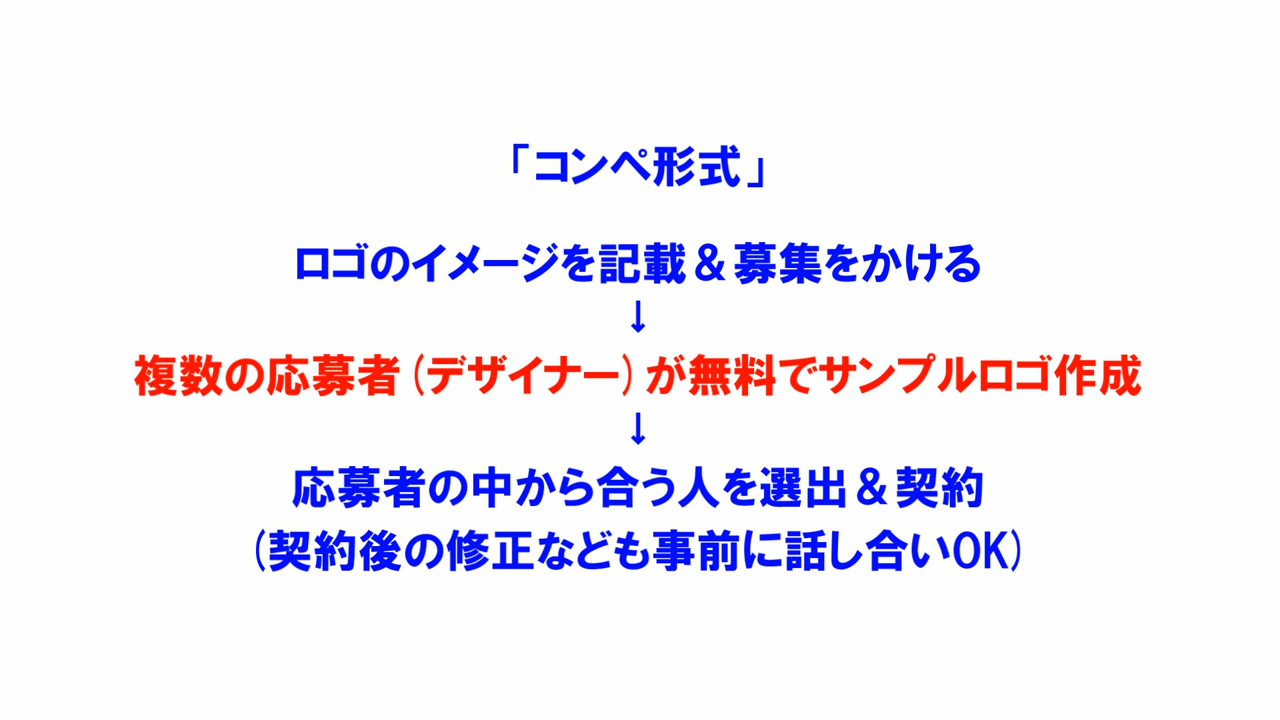 「コンペ形式」
ロゴのイメージを記載＆募集をかける
↓
複数の応募者(デザイナー)が無料でサンプルロゴ作成
↓
応募者の中から合う人を選出＆契約
(契約後の修正なども事前に話し合いOK)